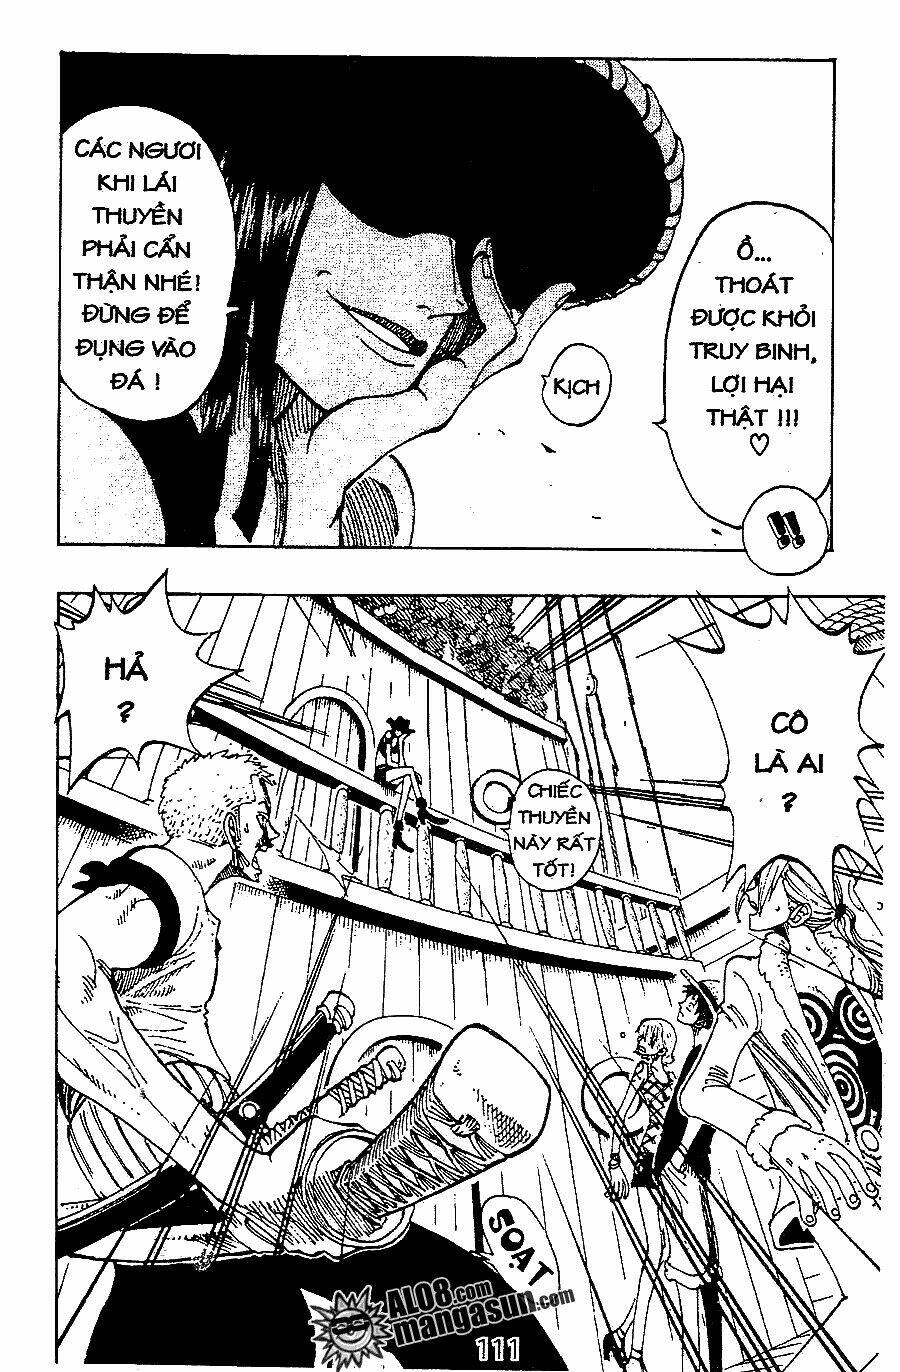 Ồ...
THOÁT
ĐƯỢC KHỎI
TRUY BINH,
LỢI HẠI
THẬT !!!
♡
!!
KỊCH
CÁC NGƯƠI
KHI LÁI
THUYỀN
PHẢI CẨN
THẬN NHÉ!
ĐỪNG ĐỂ
ĐỤNG VÀO
ĐÁ !
CÔ
LÀ AI
?
HẢ
?
CHIẾC
THUYỀN
NÀY RẤT
TỐT!
SOẠT
AL08.com
mangasun.com
111